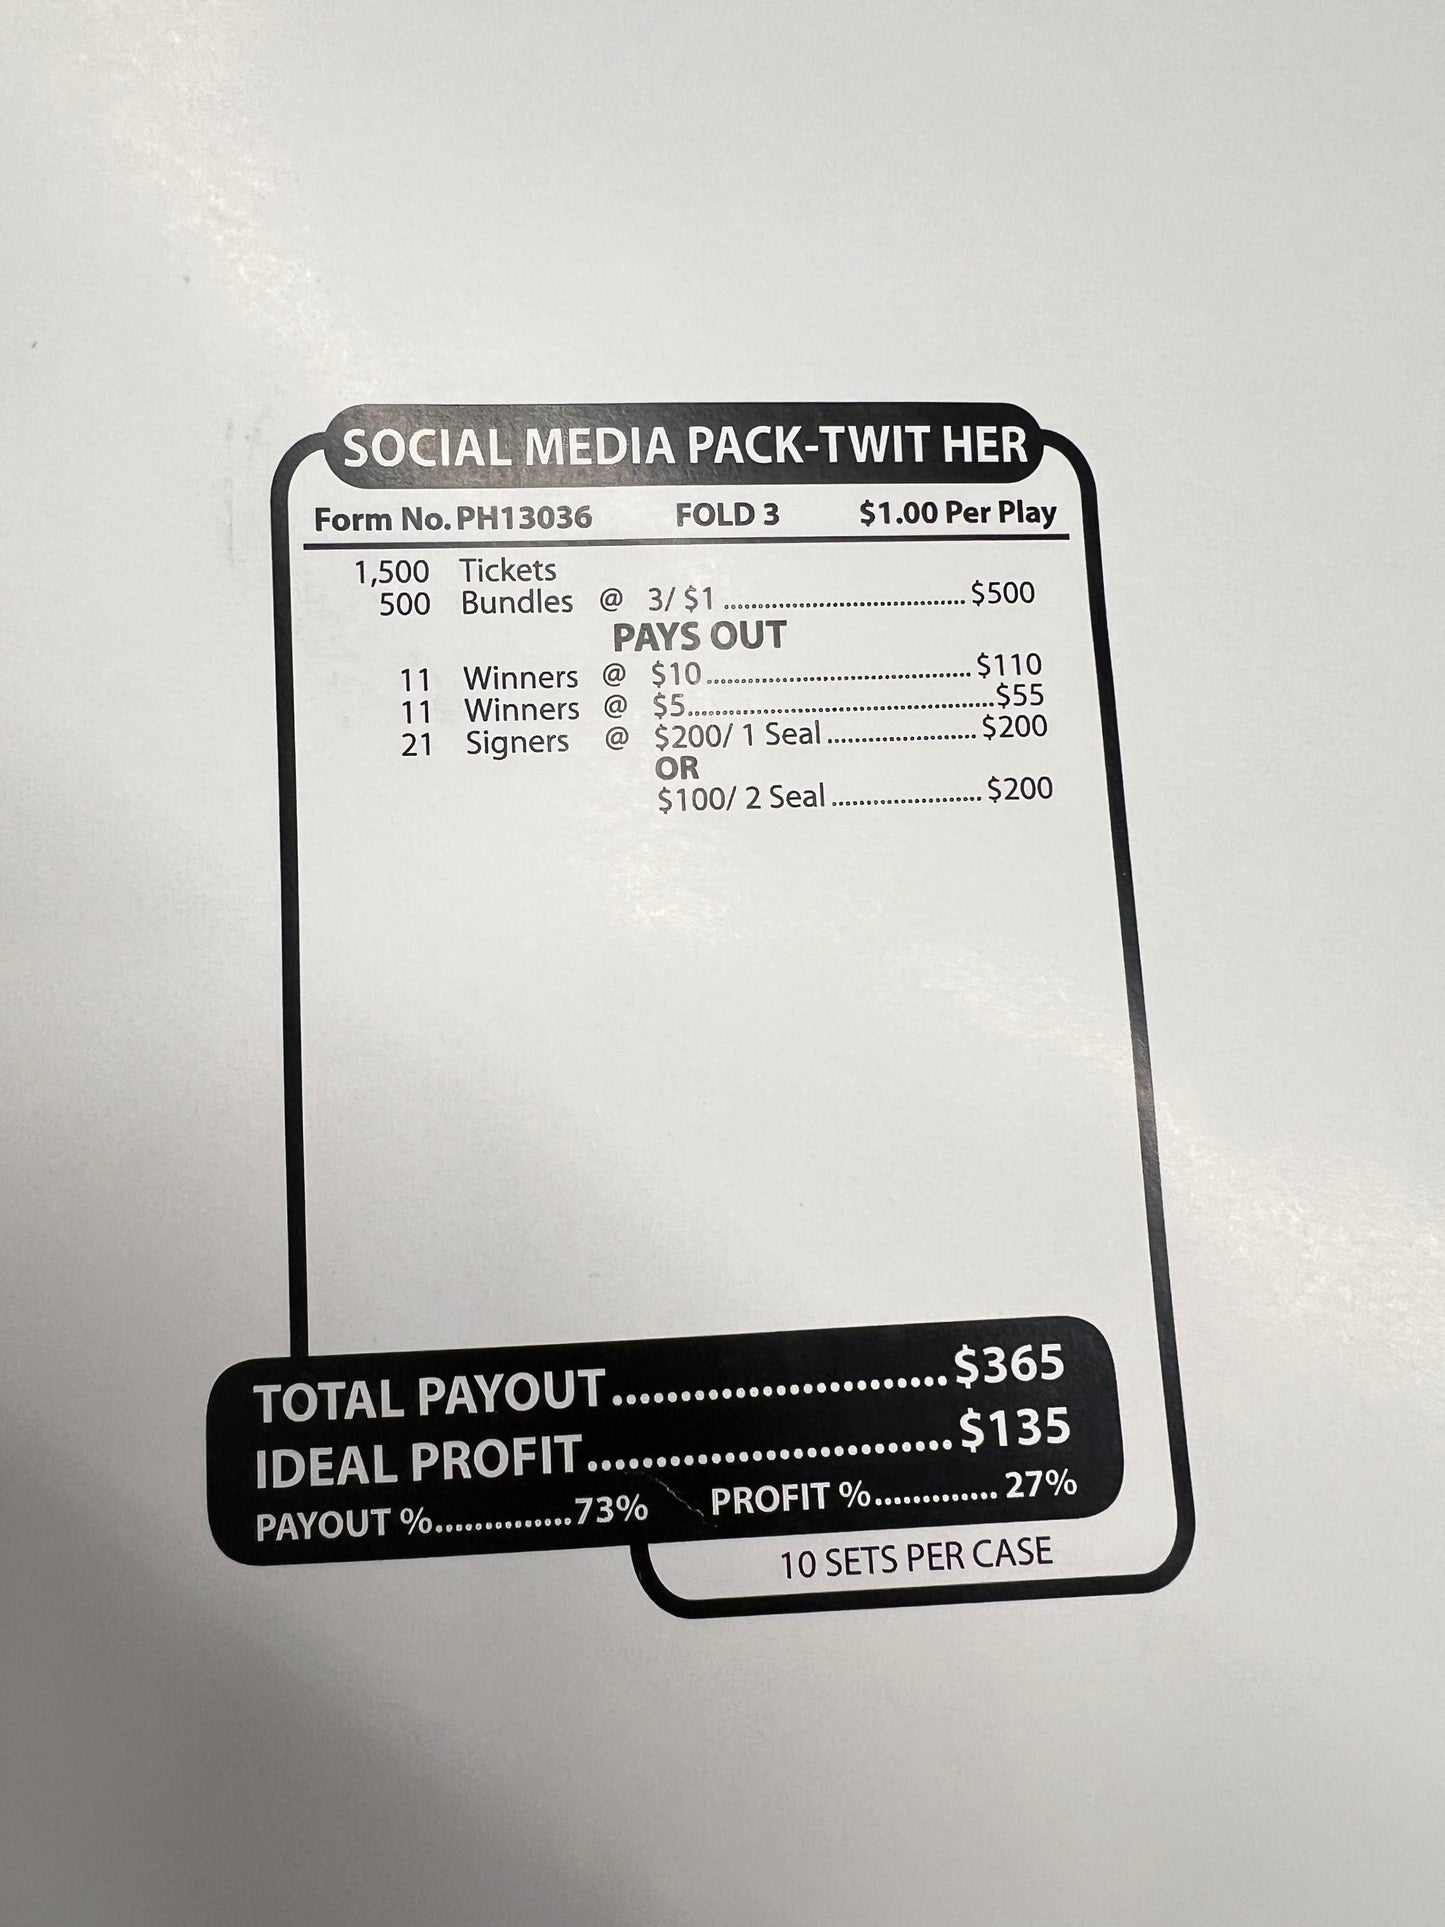 SOCIAL MEDIA PACK-TWIT HER
Form No. PH13036 FOLD 3 $1.00 Per Play
1,500 Tickets
500 Bundles @ 3/ $1 ........................................ $500
PAYS OUT
11 Winners @ $10 ........................................ $110
11 Winners @ $5 ........................................ $55
21 Signers @ $200/ 1 Seal ...................... $200
OR
$100/ 2 Seal ...................... $200
TOTAL PAYOUT ......................... $365
IDEAL PROFIT ........................... $135
PAYOUT % .............. 73% PROFIT % ............. 27%
10 SETS PER CASE